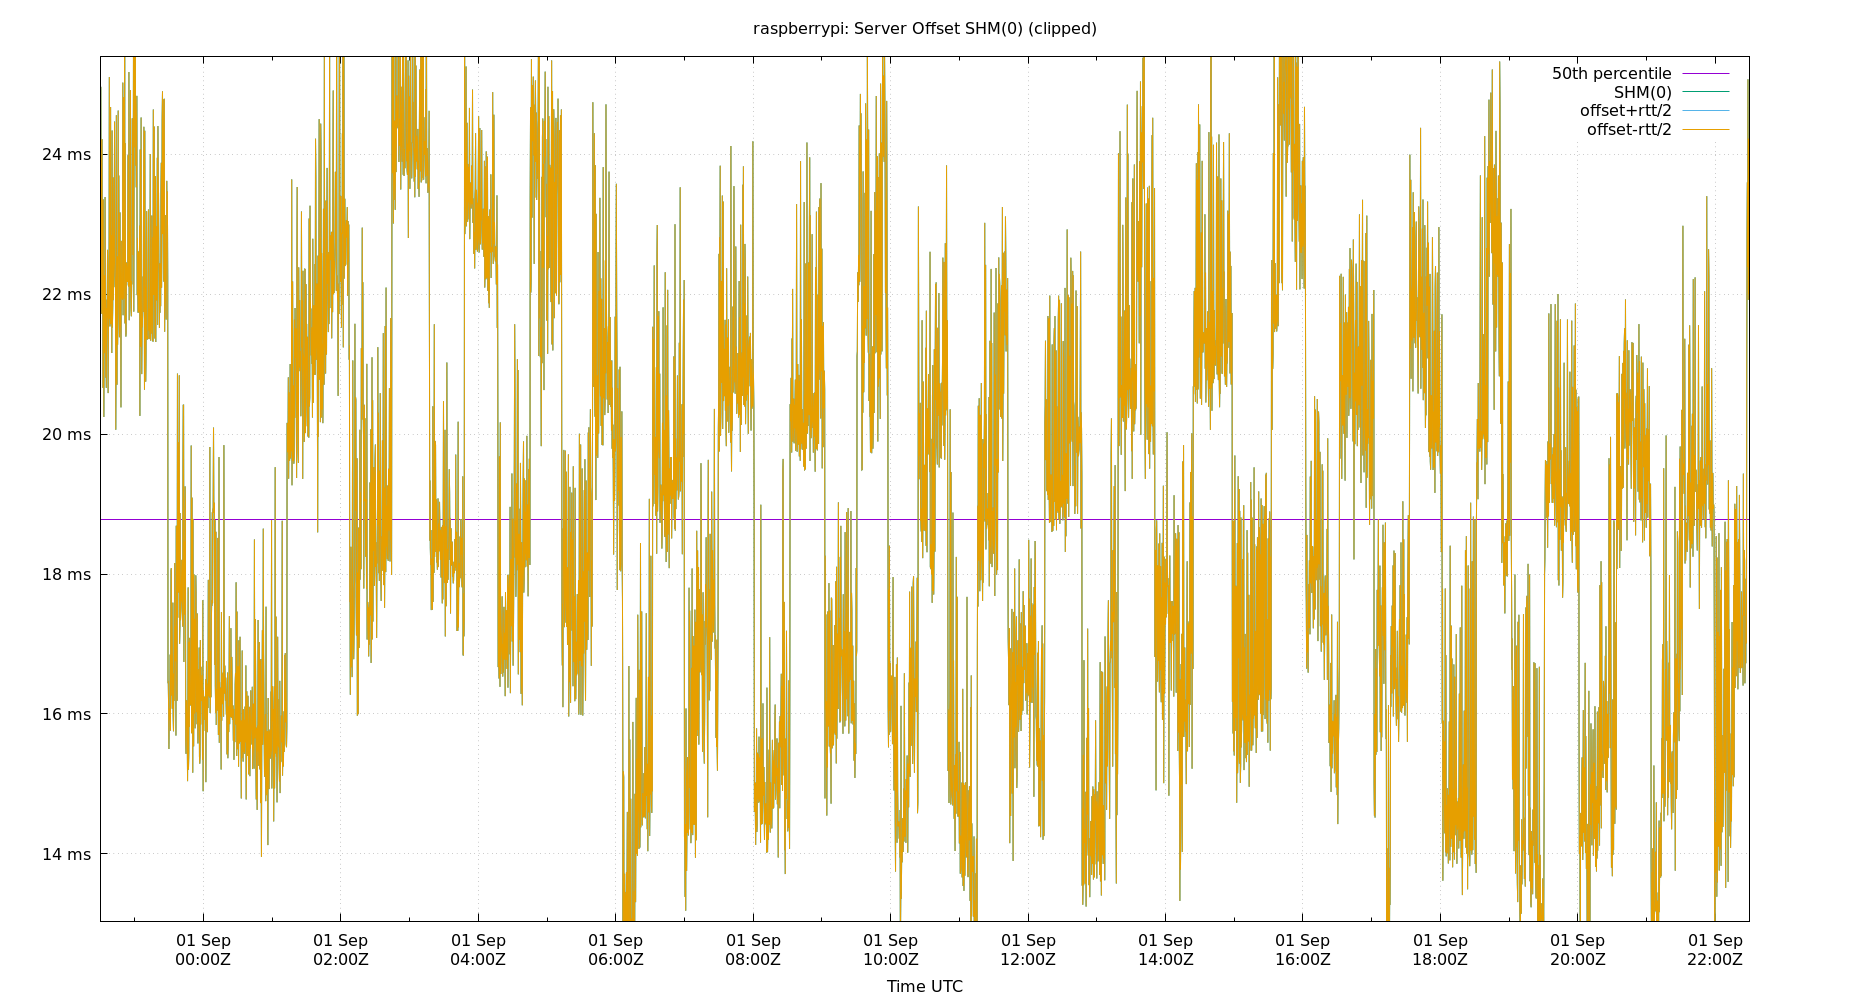 raspberrypi: Server Offset SHM(0) (clipped)
50th percentile
SHM(0)
offset+rtt/2
offset-rtt/2
24 ms
22 ms
20 ms
18 ms
16 ms
14 ms
01 Sep 01 Sep 01 Sep 01 Sep 01 Sep 01 Sep 01 Sep 01 Sep 01 Sep 01 Sep 01 Sep 01 Sep
00:00Z 02:00Z 04:00Z 06:00Z 08:00Z 10:00Z 12:00Z 14:00Z 16:00Z 18:00Z 20:00Z 22:00Z
Time UTC